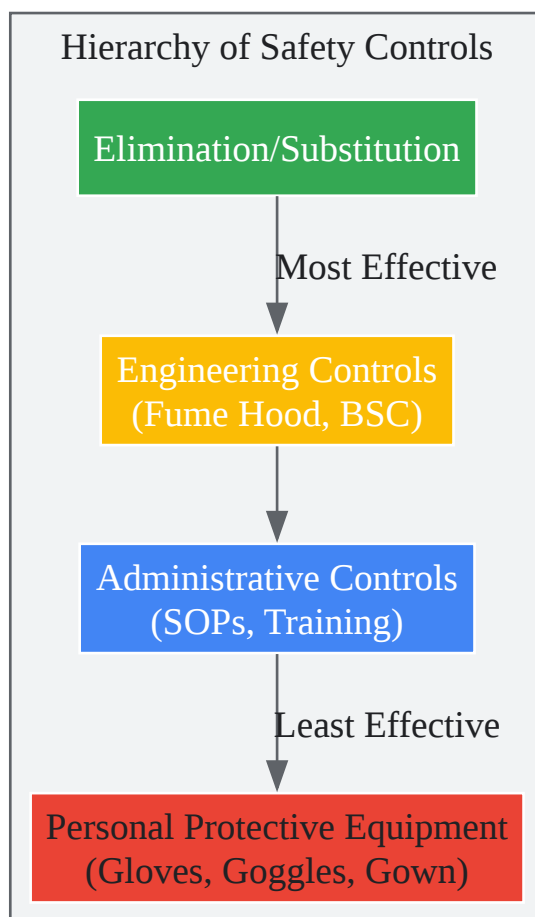 Hierarchy of Safety Controls
Elimination/Substitution
Most Effective
Engineering Controls
(Fume Hood, BSC)
Administrative Controls
(SOPs, Training)
Least Effective
Personal Protective Equipment
(Gloves, Goggles, Gown)